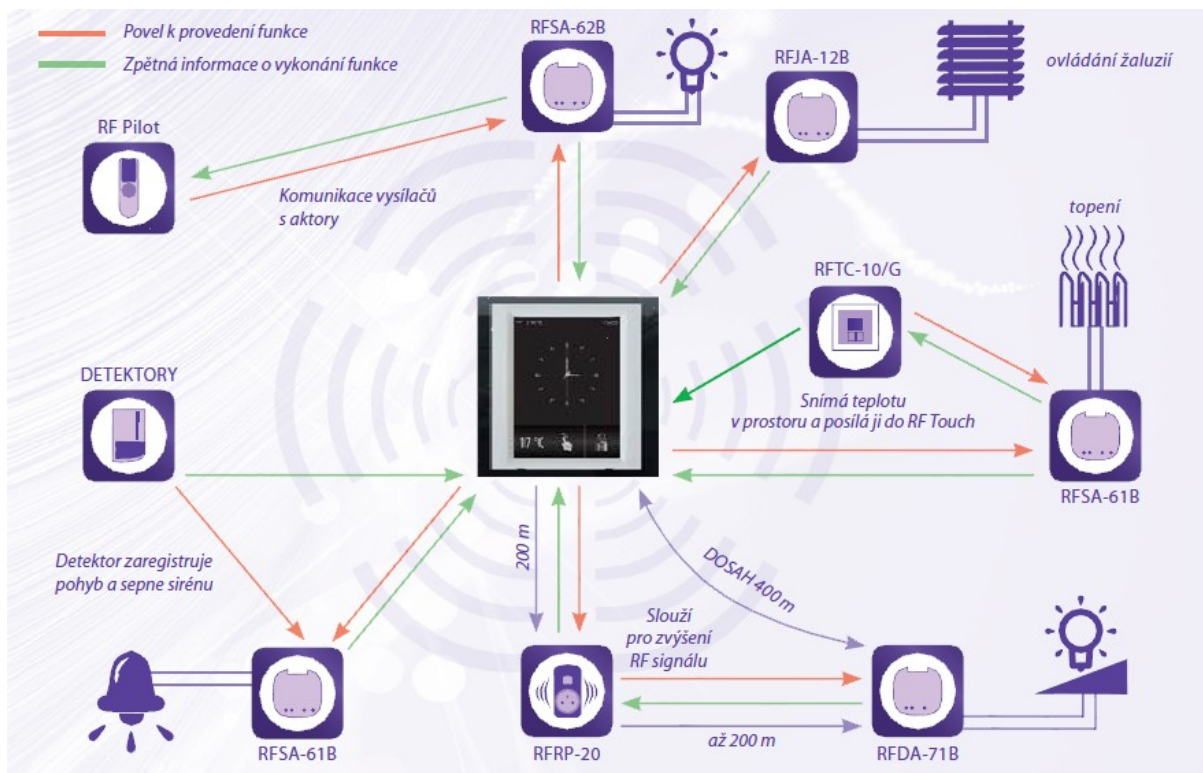 Povel k provedení funkce
Zpětná informace o vykonání funkce
RFSA-62B
RFJA-12B
ovládání žaluzií
RF Pilot
Komunikace vysílačů
s aktory
topení
RFTC-10/G
DETEKTORY
Snímá teplotu
v prostoru a posílá ji do RF Touch
17 °C
RFSA-61B
200 m
DOSAH 400 m
Detektor zaregistruje
pohyb a sepne sirénu
Slouží
pro zvýšení
RF signálu
až 200 m
RFSA-61B
RFRP-20
RFDA-71B